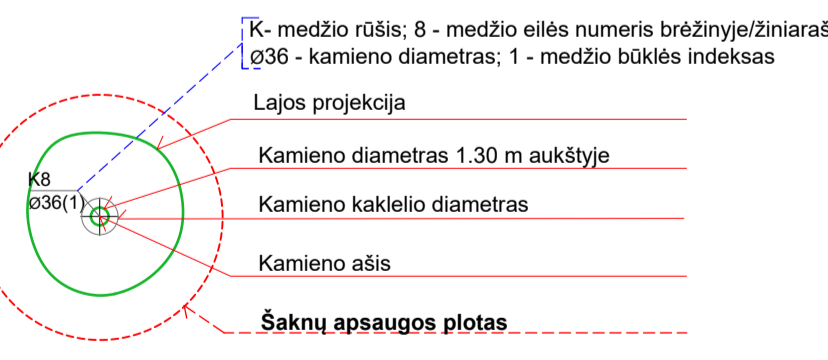 K- medžio rūšis; 8 - medžio eilės numeris brėžinyje/žiniaraš
Ø36 - kamieno diametras; 1 - medžio būklės indeksas
Lajos projekcija
Kamieno diametras 1.30 m aukštyje
K8
Ø36(1)
Kamieno kaklelio diametras
Kamieno ašis
Šaknų apsaugos plotas